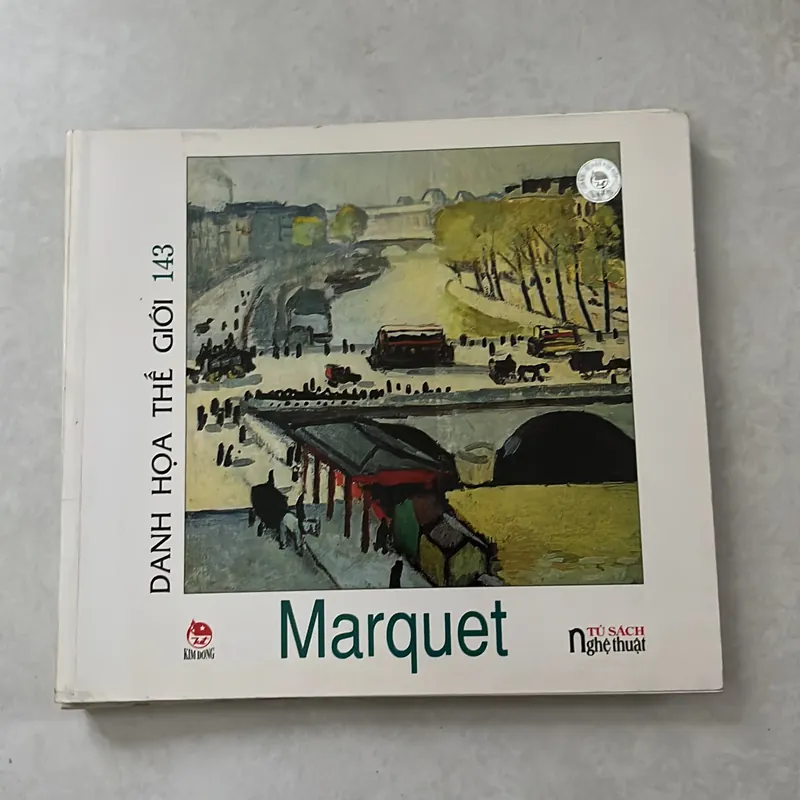 DANH HỌA THẾ GIỚI 143
Marquet
KIM ĐỒNG
TỦ SÁCH
nghệ thuật